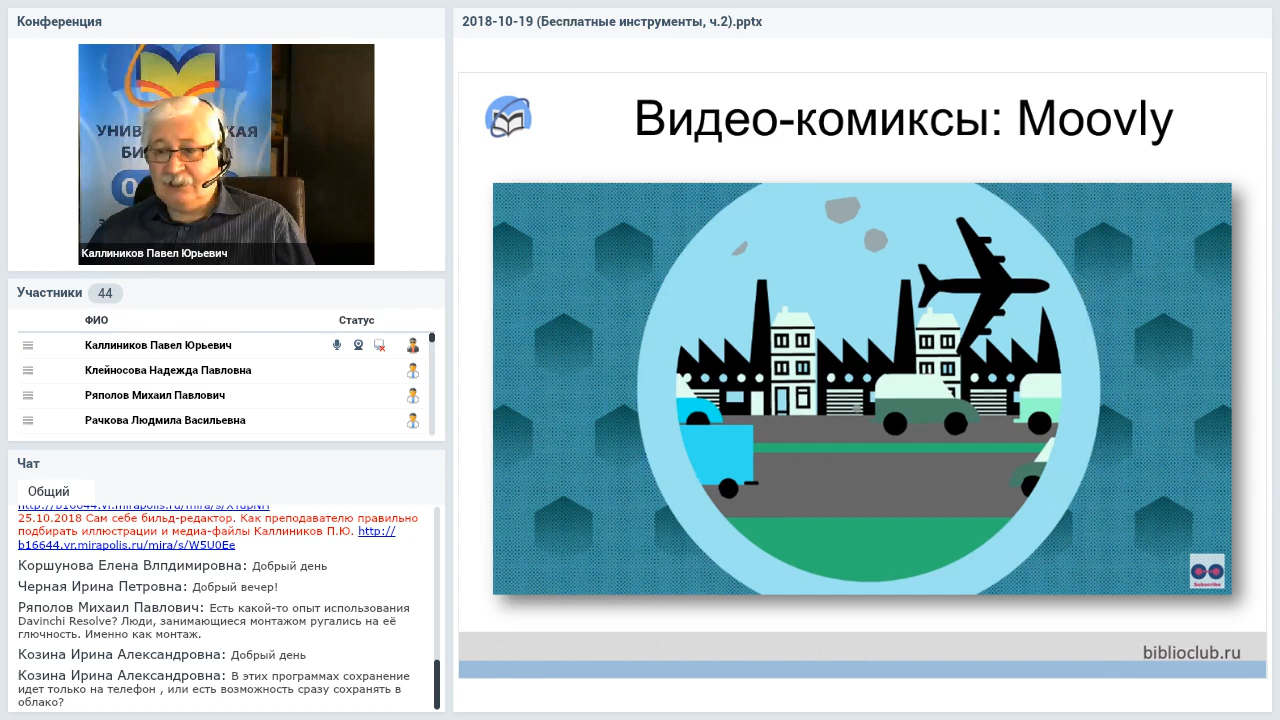 Конференция
УНИВ
СКАЯ
БИ
Каллиников Павел Юрьевич
Участники 44
ФИО Статус
Каллиников Павел Юрьевич
Клейносова Надежда Павловна
Ряполов Михаил Павлович
Рачкова Людмила Васильевна
Чат
Общий
25.10.2018 Сам себе бильд-редактор. Как преподавателю правильно
подбирать иллюстрации и медиа-файлы Каллиников П.Ю. http://
b16644.vr.mirapolis.ru/mira/s/W5U0Ee
Коршунова Елена Влпдимировна: Добрый день
Черная Ирина Петровна: Добрый вечер!
Ряполов Михаил Павлович: Есть какой-то опыт использования
Davinchi Resolve? Люди, занимающиеся монтажом ругались на её
глючность. Именно как монтаж.
Козина Ирина Александровна: Добрый день
Козина Ирина Александровна: В этих программах сохранение
идет только на телефон , или есть возможность сразу сохранять в
облако?
2018-10-19 (Бесплатные инструменты, ч.2).pptx
Видео-комиксы: Moovly
biblioclub.ru